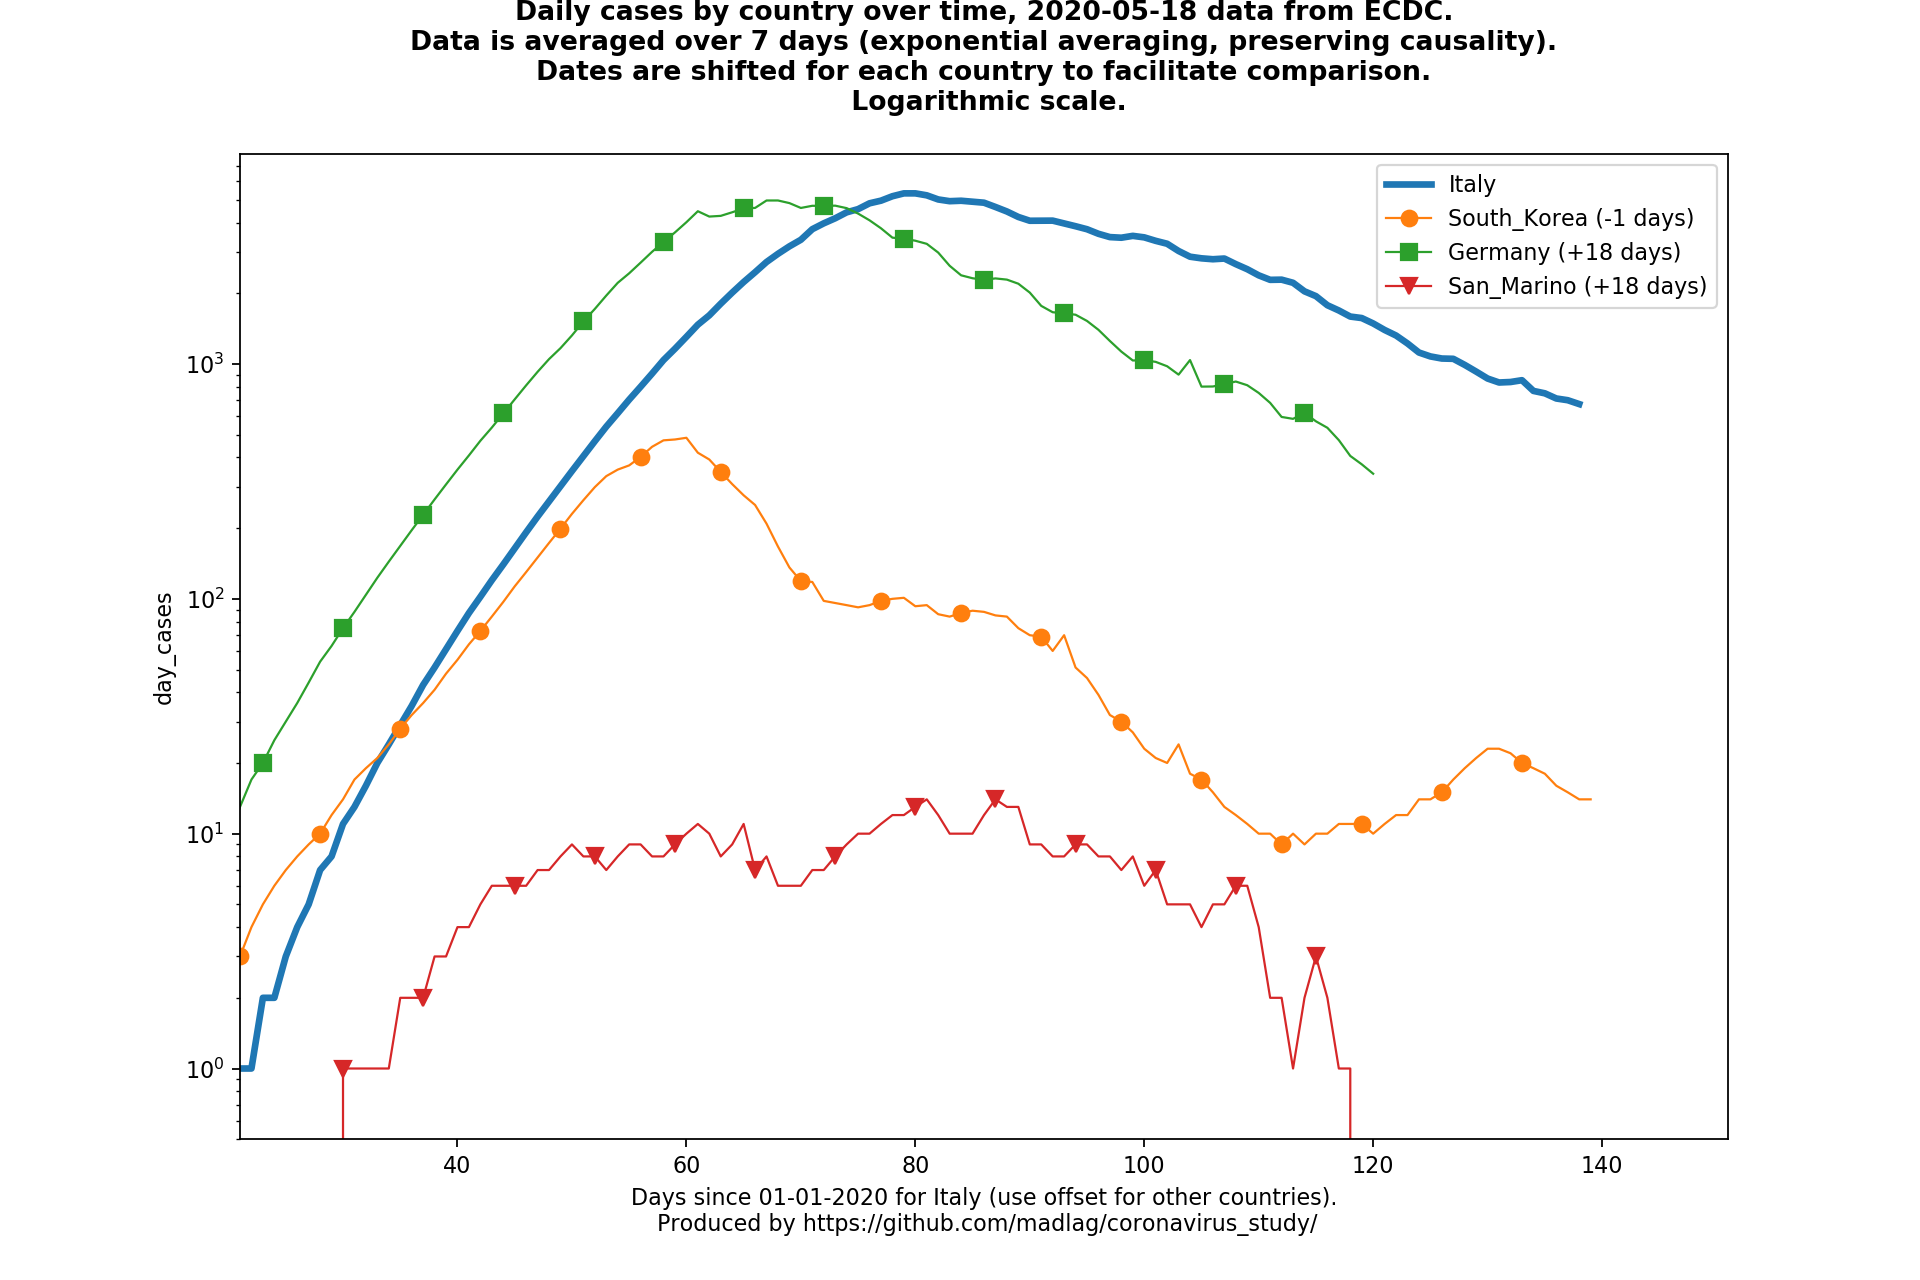 Daily cases by country over time, 2020-05-18 data from ECDC.
Data is averaged over 7 days (exponential averaging, preserving causality).
Dates are shifted for each country to facilitate comparison.
Logarithmic scale.
Italy
South_Korea (-1 days)
Germany (+18 days)
San_Marino (+18 days)
day_cases
10³
10²
10¹
10⁰
40 60 80 100 120 140
Days since 01-01-2020 for Italy (use offset for other countries).
Produced by https://github.com/madlag/coronavirus_study/